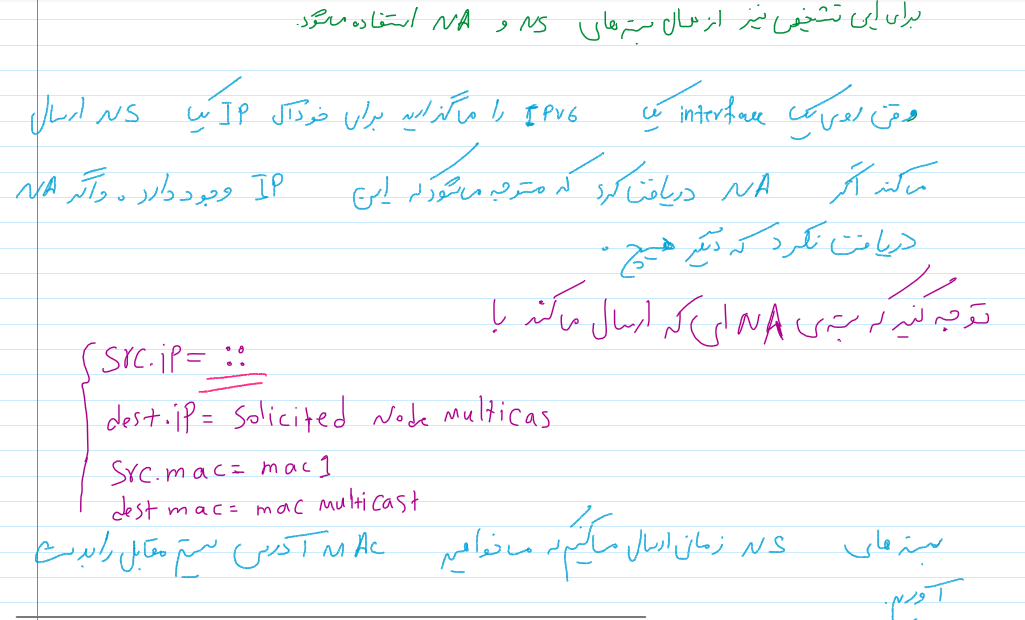 برای این تشخیص نیز از ارسال بسته های NS و NA استفاده میشود.
وقتی روی یک interface یک IPv6 را میگذارید برای خود آن IP یک NS ارسال
میکند اگر NA دریافت کرد که متوجه میشود که این IP وجود دارد. و اگر NA
دریافت نکرد که دیگر هیچ.
توجه کنید که بسته ی NA ای که ارسال میکند با
src.ip= ::
dest.ip= Solicited Node multicas
Src.mac= mac1
dest mac= mac multicast
بسته های NS زمانی ارسال میکنیم که میخواهیم MAC آدرس سیستم مقابل را بدست
آوریم.